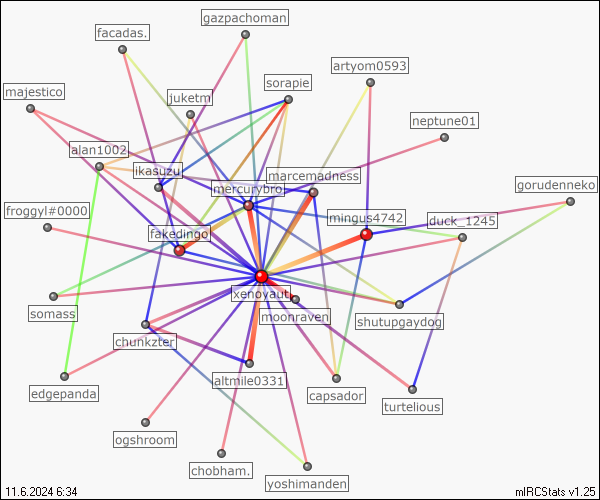 gazpachoman
facadas.
artyom0593
sorapie
majestico
juketm
neptune01
alan1002
ikasuzu
marcemadness
mercurybro
gorudenneko
froggyl#0000
mingus4742
duck_1245
fakedingo
xenoyaut
somass
moonraven
shutupgaydog
chunkzter
edgepanda
altmile0331
capsador
turtelious
ogshroom
chobham.
yoshimanden
11.6.2024 6:34
mIRCStats v1.25